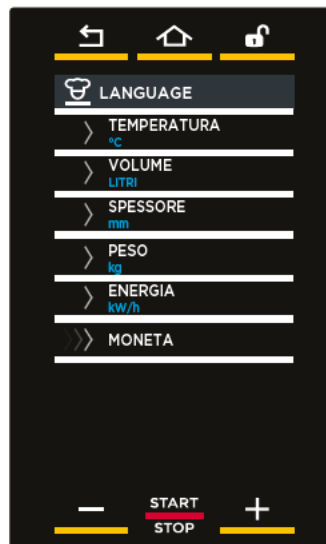 LANGUAGE
TEMPERATURA
°C
VOLUME
LITRI
SPESSORE
mm
PESO
kg
ENERGIA
kW/h
MONETA
START
STOP